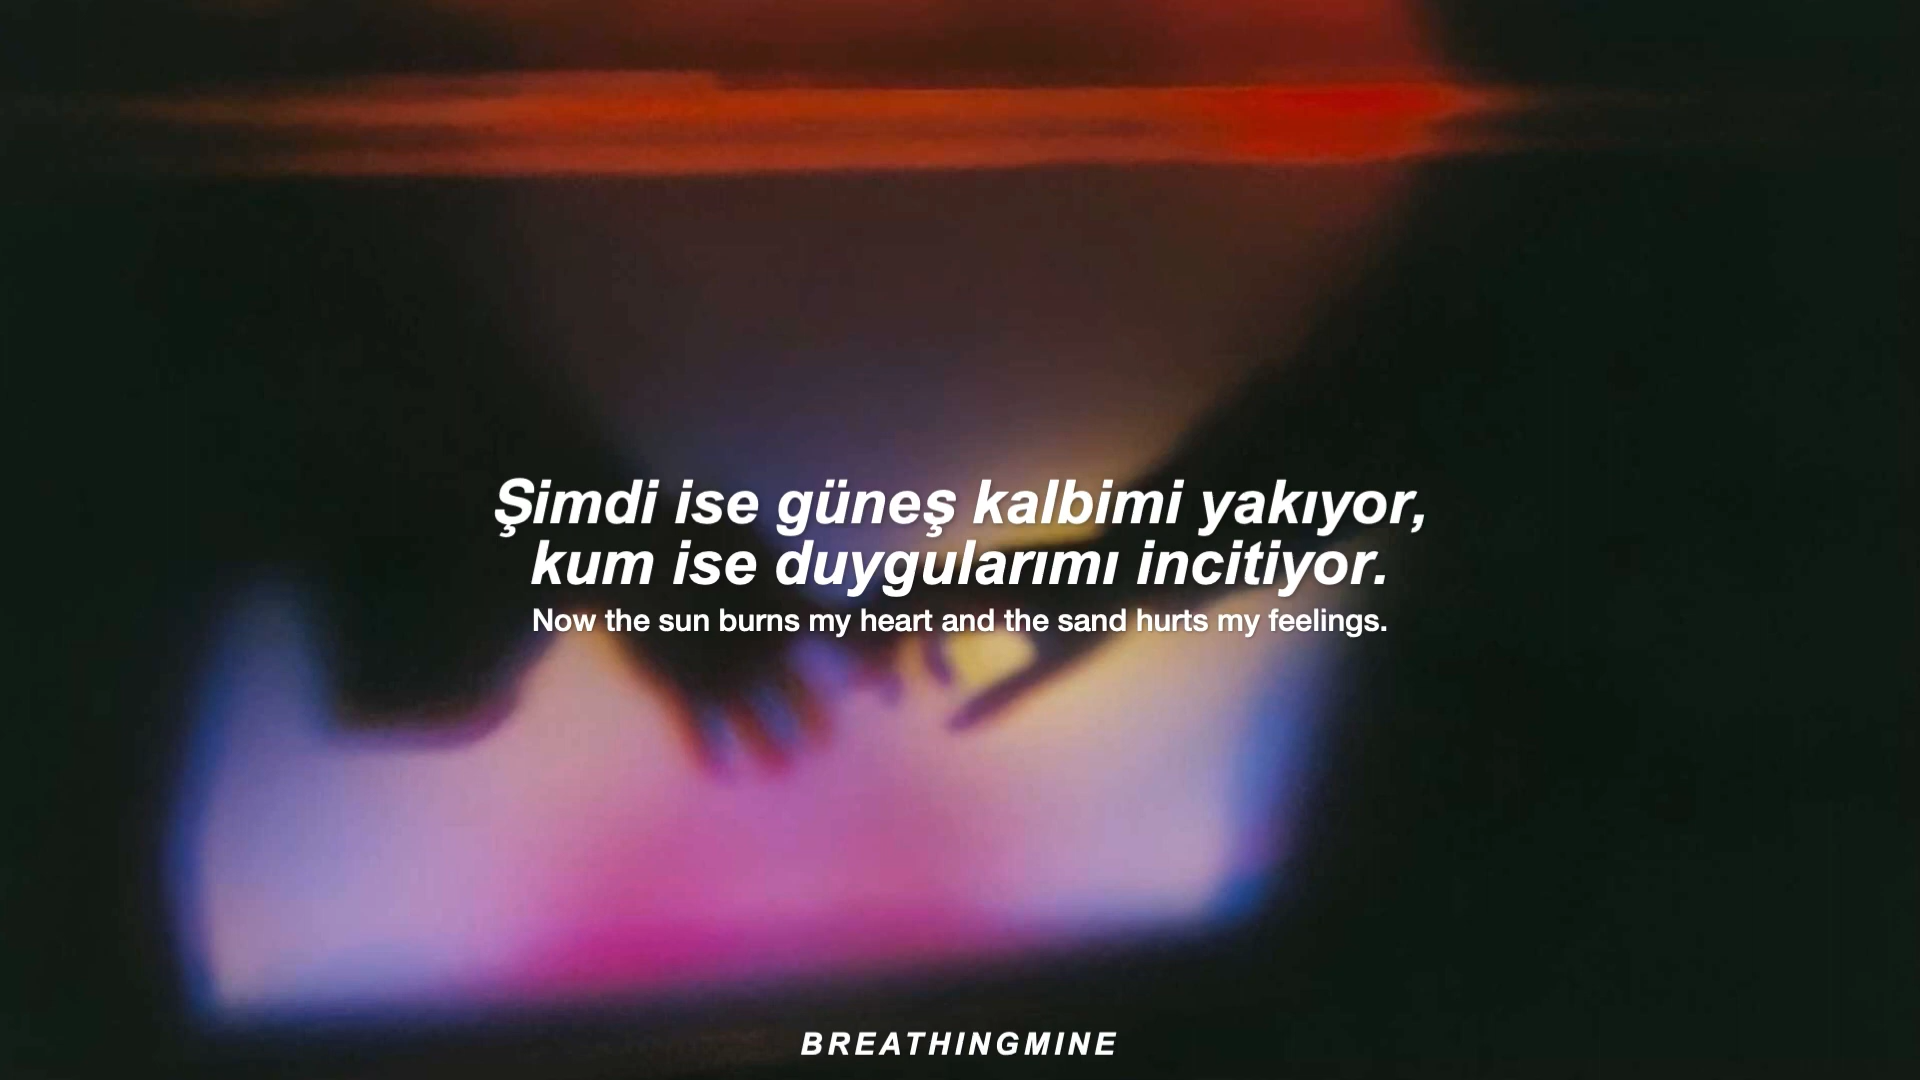 Şimdi ise güneş kalbimi yakıyor,
kum ise duygularımı incitiyor.
Now the sun burns my heart and the sand hurts my feelings.
BREATHINGMINE